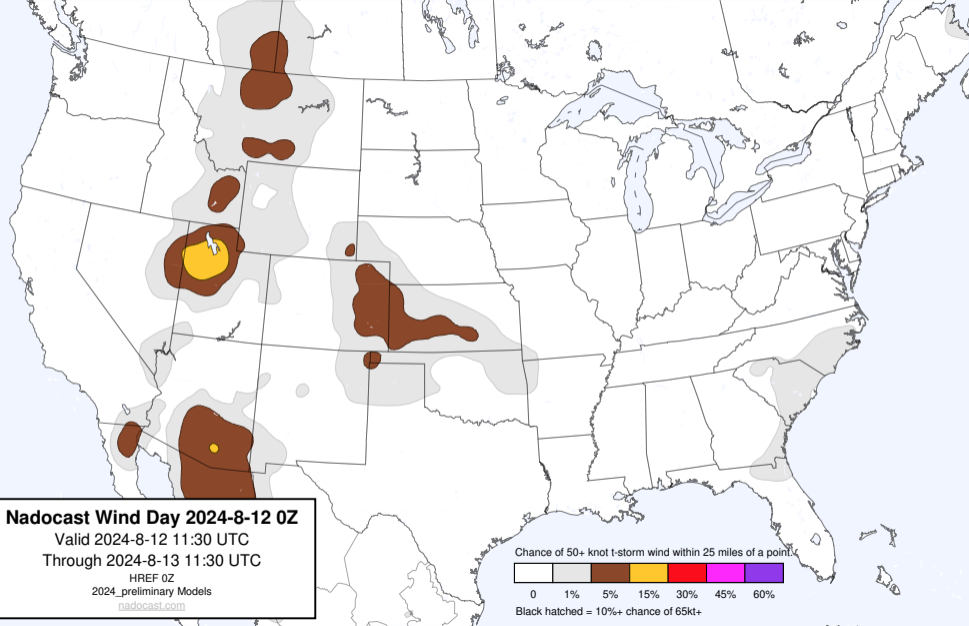 Nadocast Wind Day 2024-8-12 0Z
Valid 2024-8-12 11:30 UTC
Through 2024-8-13 11:30 UTC
HREF 0Z
2024_preliminary Models
nadocast.com
Chance of 50+ knot t-storm wind within 25 miles of a point.
0 1% 5% 15% 30% 45% 60%
Black hatched = 10%+ chance of 65kt+